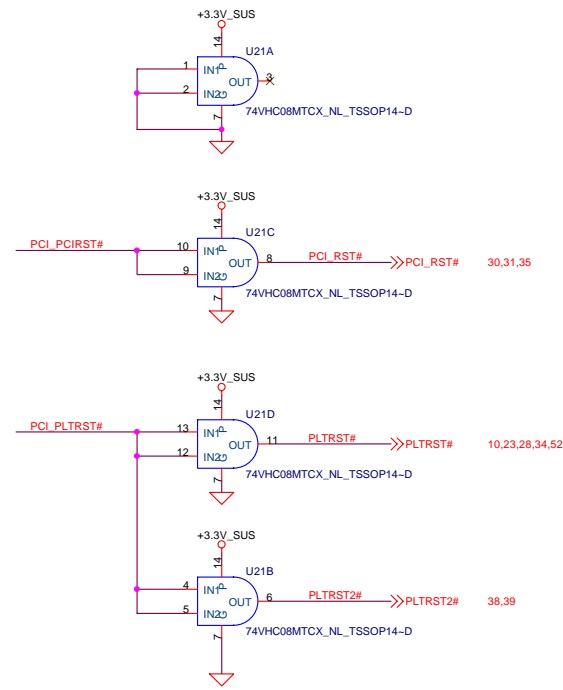 +3.3V_SUS
14
U21A
1 IN1 P
OUT 3
2 IN2 G
7
74VHC08MTCX_NL_TSSOP14~D
+3.3V_SUS
14
U21C
PCI_PCIRST# 10 IN1 P
OUT 8 PCI_RST# PCI_RST# 30,31,35
9 IN2 G
7
74VHC08MTCX_NL_TSSOP14~D
+3.3V_SUS
14
U21D
PCI_PLTRST# 13 IN1 P
OUT 11 PLTRST# PLTRST# 10,23,28,34,52
12 IN2 G
7
74VHC08MTCX_NL_TSSOP14~D
+3.3V_SUS
14
U21B
4 IN1 P
OUT 6 PLTRST2# PLTRST2# 38,39
5 IN2 G
7
74VHC08MTCX_NL_TSSOP14~D